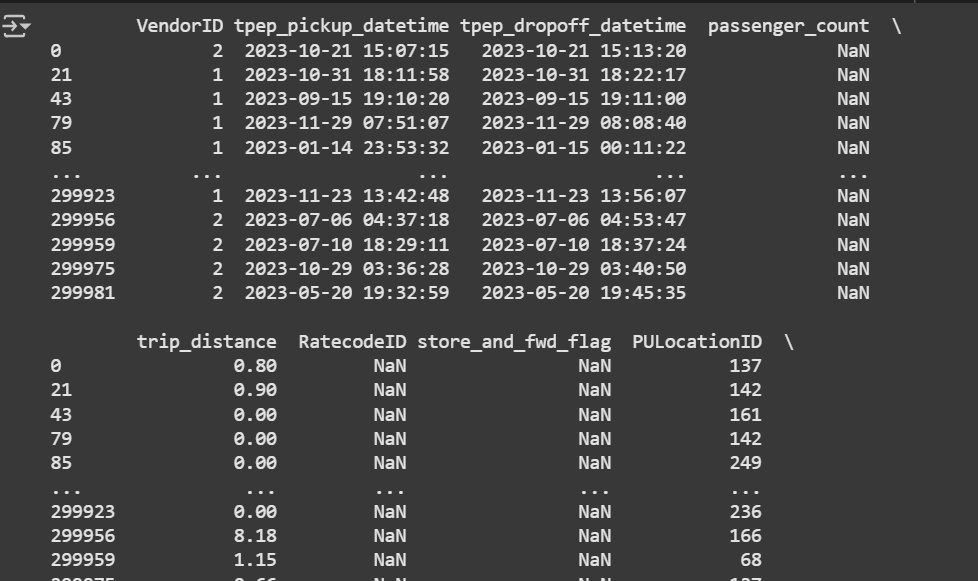 VendorID tpep_pickup_datetime tpep_dropoff_datetime passenger_count \
0 2 2023-10-21 15:07:15 2023-10-21 15:13:20 NaN
21 1 2023-10-31 18:11:58 2023-10-31 18:22:17 NaN
43 1 2023-09-15 19:10:20 2023-09-15 19:11:00 NaN
79 1 2023-11-29 07:51:07 2023-11-29 08:08:40 NaN
85 1 2023-01-14 23:53:32 2023-01-15 00:11:22 NaN
... ... ... ... ...
299923 1 2023-11-23 13:42:48 2023-11-23 13:56:07 NaN
299956 2 2023-07-06 04:37:18 2023-07-06 04:53:47 NaN
299959 2 2023-07-10 18:29:11 2023-07-10 18:37:24 NaN
299975 2 2023-10-29 03:36:28 2023-10-29 03:40:50 NaN
299981 2 2023-05-20 19:32:59 2023-05-20 19:45:35 NaN
trip_distance RatecodeID store_and_fwd_flag PULocationID \
0 0.80 NaN NaN 137
21 0.90 NaN NaN 142
43 0.00 NaN NaN 161
79 0.00 NaN NaN 142
85 0.00 NaN NaN 249
... ... ... ... ...
299923 0.00 NaN NaN 236
299956 8.18 NaN NaN 166
299959 1.15 NaN NaN 68
299975 NaN NaN